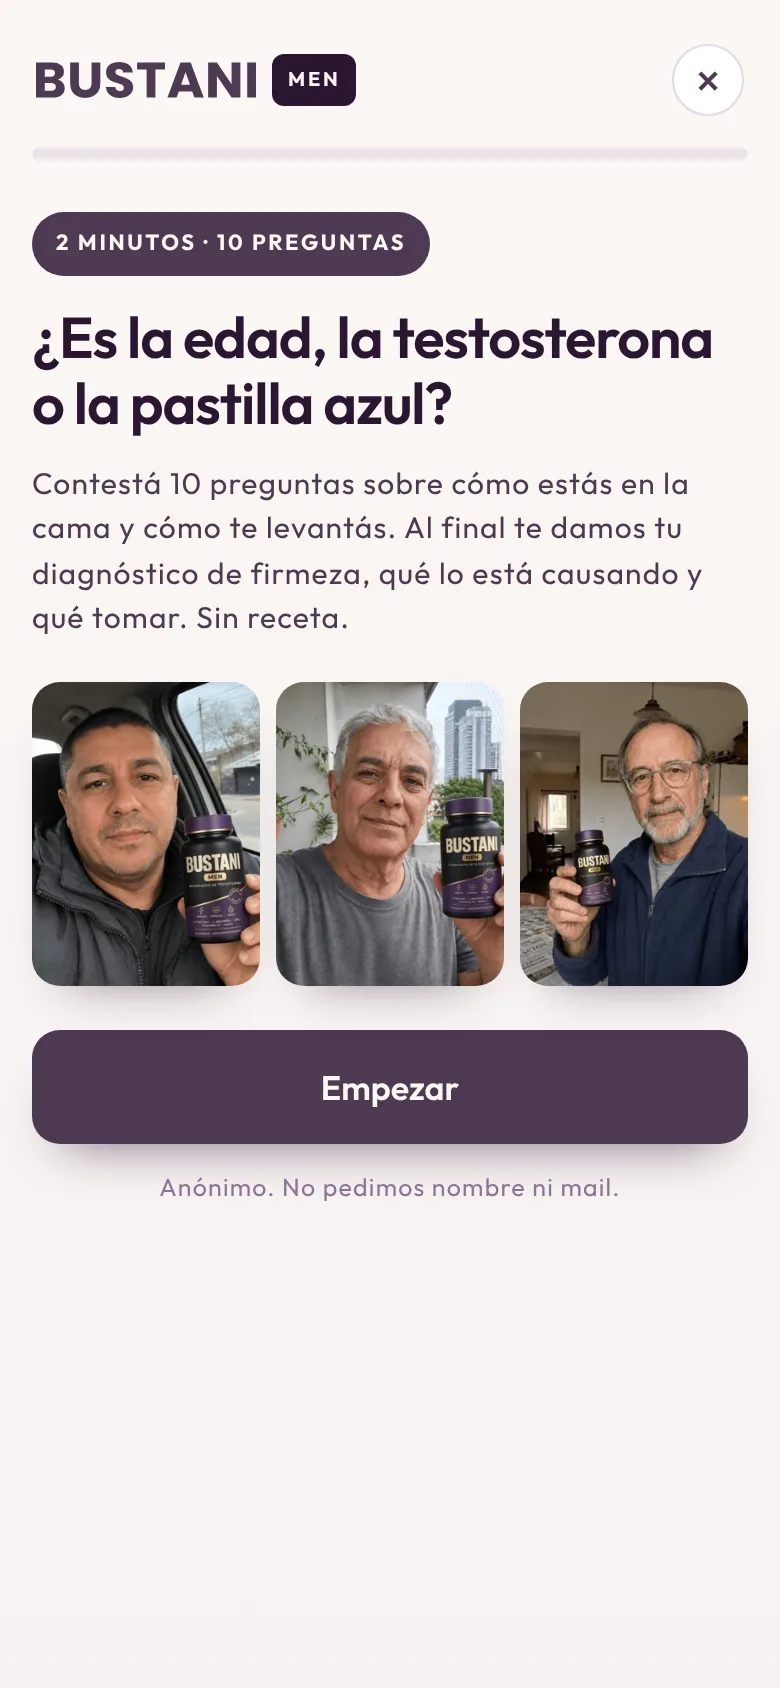 BUSTANI MEN
2 MINUTOS · 10 PREGUNTAS
¿Es la edad, la testosterona
o la pastilla azul?
Contestá 10 preguntas sobre cómo estás en la
cama y cómo te levantás. Al final te damos tu
diagnóstico de firmeza, qué lo está causando y
qué tomar. Sin receta.
BUSTANI
MEN
BUSTANI
MEN
BUSTANI
Empezar
Anónimo. No pedimos nombre ni mail.